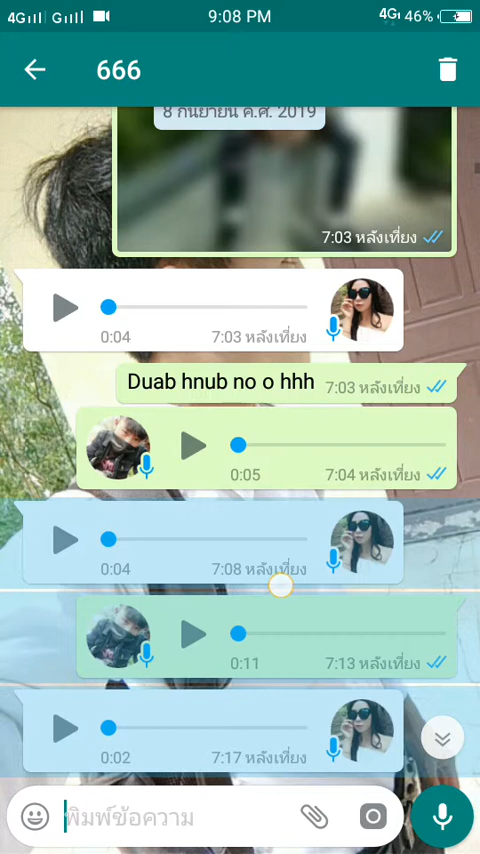 4G G 9:08 PM 4G 46%
666
8 กันยายน ค.ศ. 2019
7:03 หลังเที่ยง
0:04 7:03 หลังเที่ยง
Duab hnub no o hhh 7:03 หลังเที่ยง
0:05 7:04 หลังเที่ยง
0:04 7:08 หลังเที่ยง
0:11 7:13 หลังเที่ยง
0:02 7:17 หลังเที่ยง
พิมพ์ข้อความ